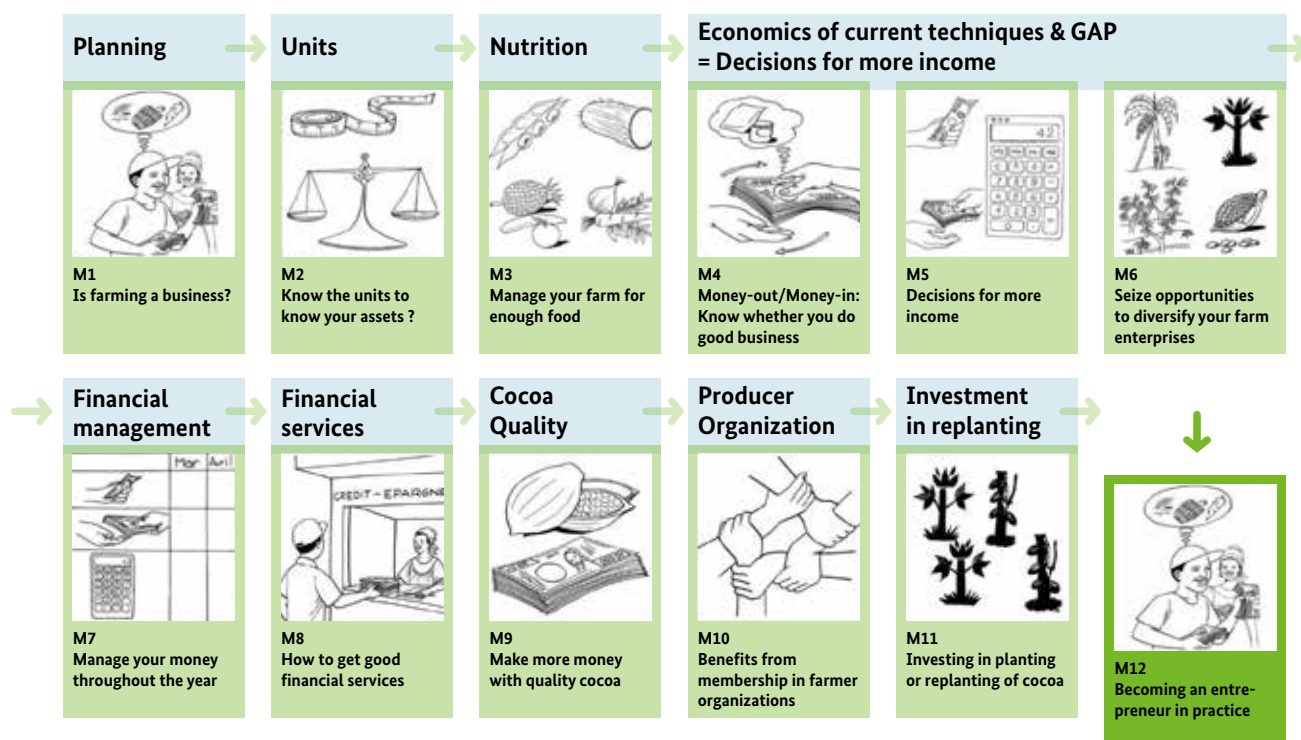 Planning
Units
Nutrition
Economics of current techniques & GAP
= Decisions for more income
42
M1
Is farming a business?
M2
Know the units to
know your assets ?
M3
Manage your farm for
enough food
M4
Money-out/Money-in:
Know whether you do
good business
M5
Decisions for more
income
M6
Seize opportunities
to diversify your farm
enterprises
Financial
management
Financial
services
Cocoa
Quality
Producer
Organization
Investment
in replanting
Mar Avril
CREDIT-EPARGNE
M7
Manage your money
throughout the year
M8
How to get good
financial services
M9
Make more money
with quality cocoa
M10
Benefits from
membership in farmer
organizations
M11
Investing in planting
or replanting of cocoa
M12
Becoming an entre-
preneur in practice